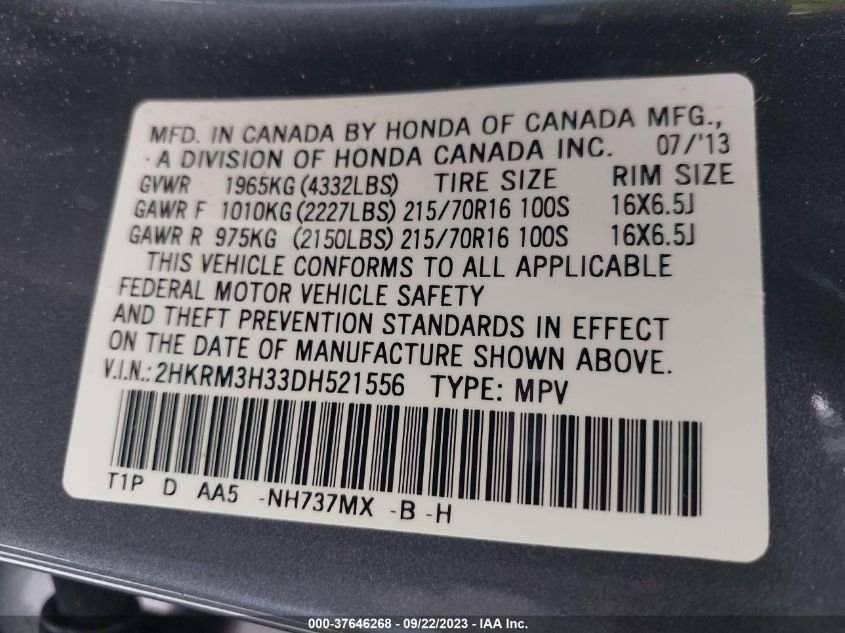 MFD. IN CANADA BY HONDA OF CANADA MFG.,
A DIVISION OF HONDA CANADA INC. 07/'13
GVWR 1965KG (4332LBS) TIRE SIZE RIM SIZE
GAWR F 1010KG (2227LBS) 215/70R16 100S 16X6.5J
GAWR R 975KG (2150LBS) 215/70R16 100S 16X6.5J
THIS VEHICLE CONFORMS TO ALL APPLICABLE
FEDERAL MOTOR VEHICLE SAFETY
AND THEFT PREVENTION STANDARDS IN EFFECT
ON THE DATE OF MANUFACTURE SHOWN ABOVE.
V.I.N.: 2HKRM3H33DH521556 TYPE: MPV
T1P D AA5 -NH737MX -B -H
000-37646268 - 09/22/2023 - IAA Inc.